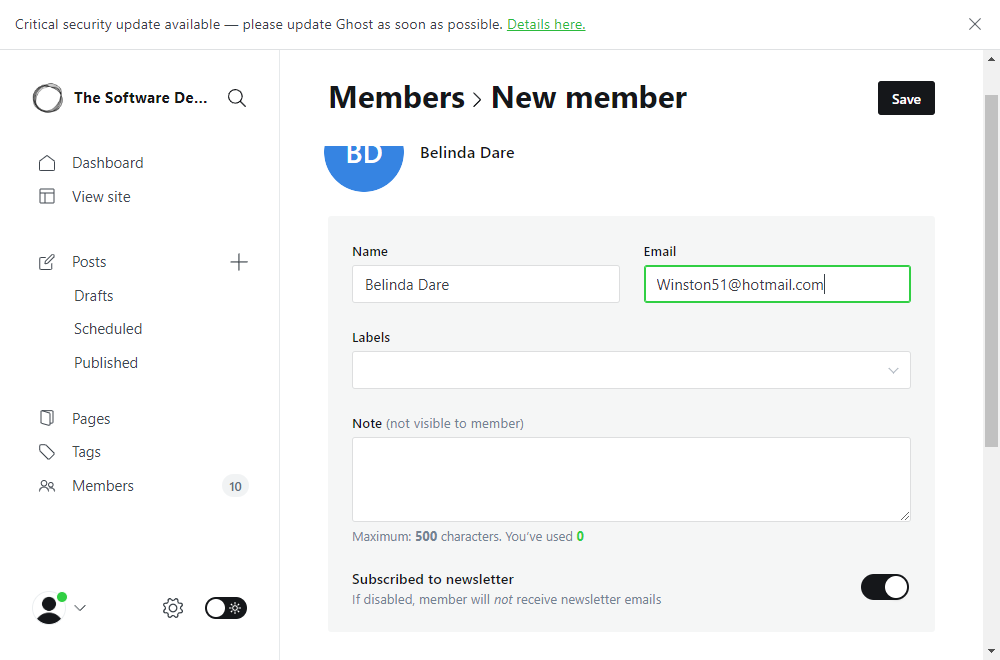 Critical security update available — please update Ghost as soon as possible. Details here.
The Software De...
Members > New member
Save
BD
Belinda Dare
Dashboard
View site
Posts
Drafts
Scheduled
Published
Pages
Tags
Members 10
Name
Belinda Dare
Email
Winston51@hotmail.com
Labels
Note (not visible to member)
Maximum: 500 characters. You've used 0
Subscribed to newsletter
If disabled, member will not receive newsletter emails